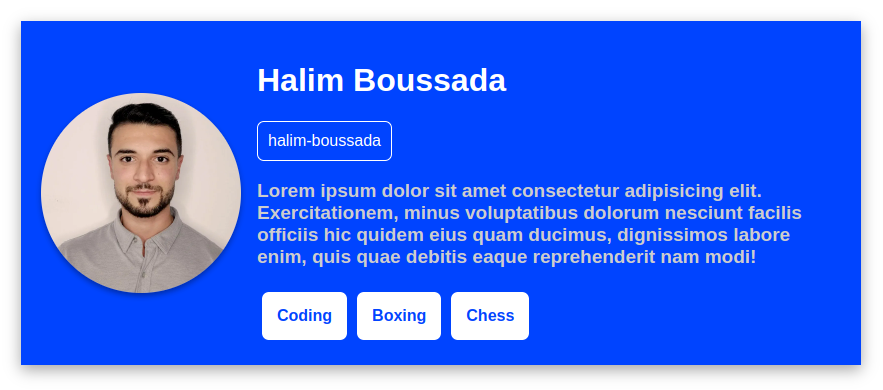 Halim Boussada
halim-boussada
Lorem ipsum dolor sit amet consectetur adipisicing elit.
Exercitationem, minus voluptatibus dolorum nesciunt facilis
officiis hic quidem eius quam ducimus, dignissimos labore
enim, quis quae debitis eaque reprehenderit nam modi!
Coding Boxing Chess